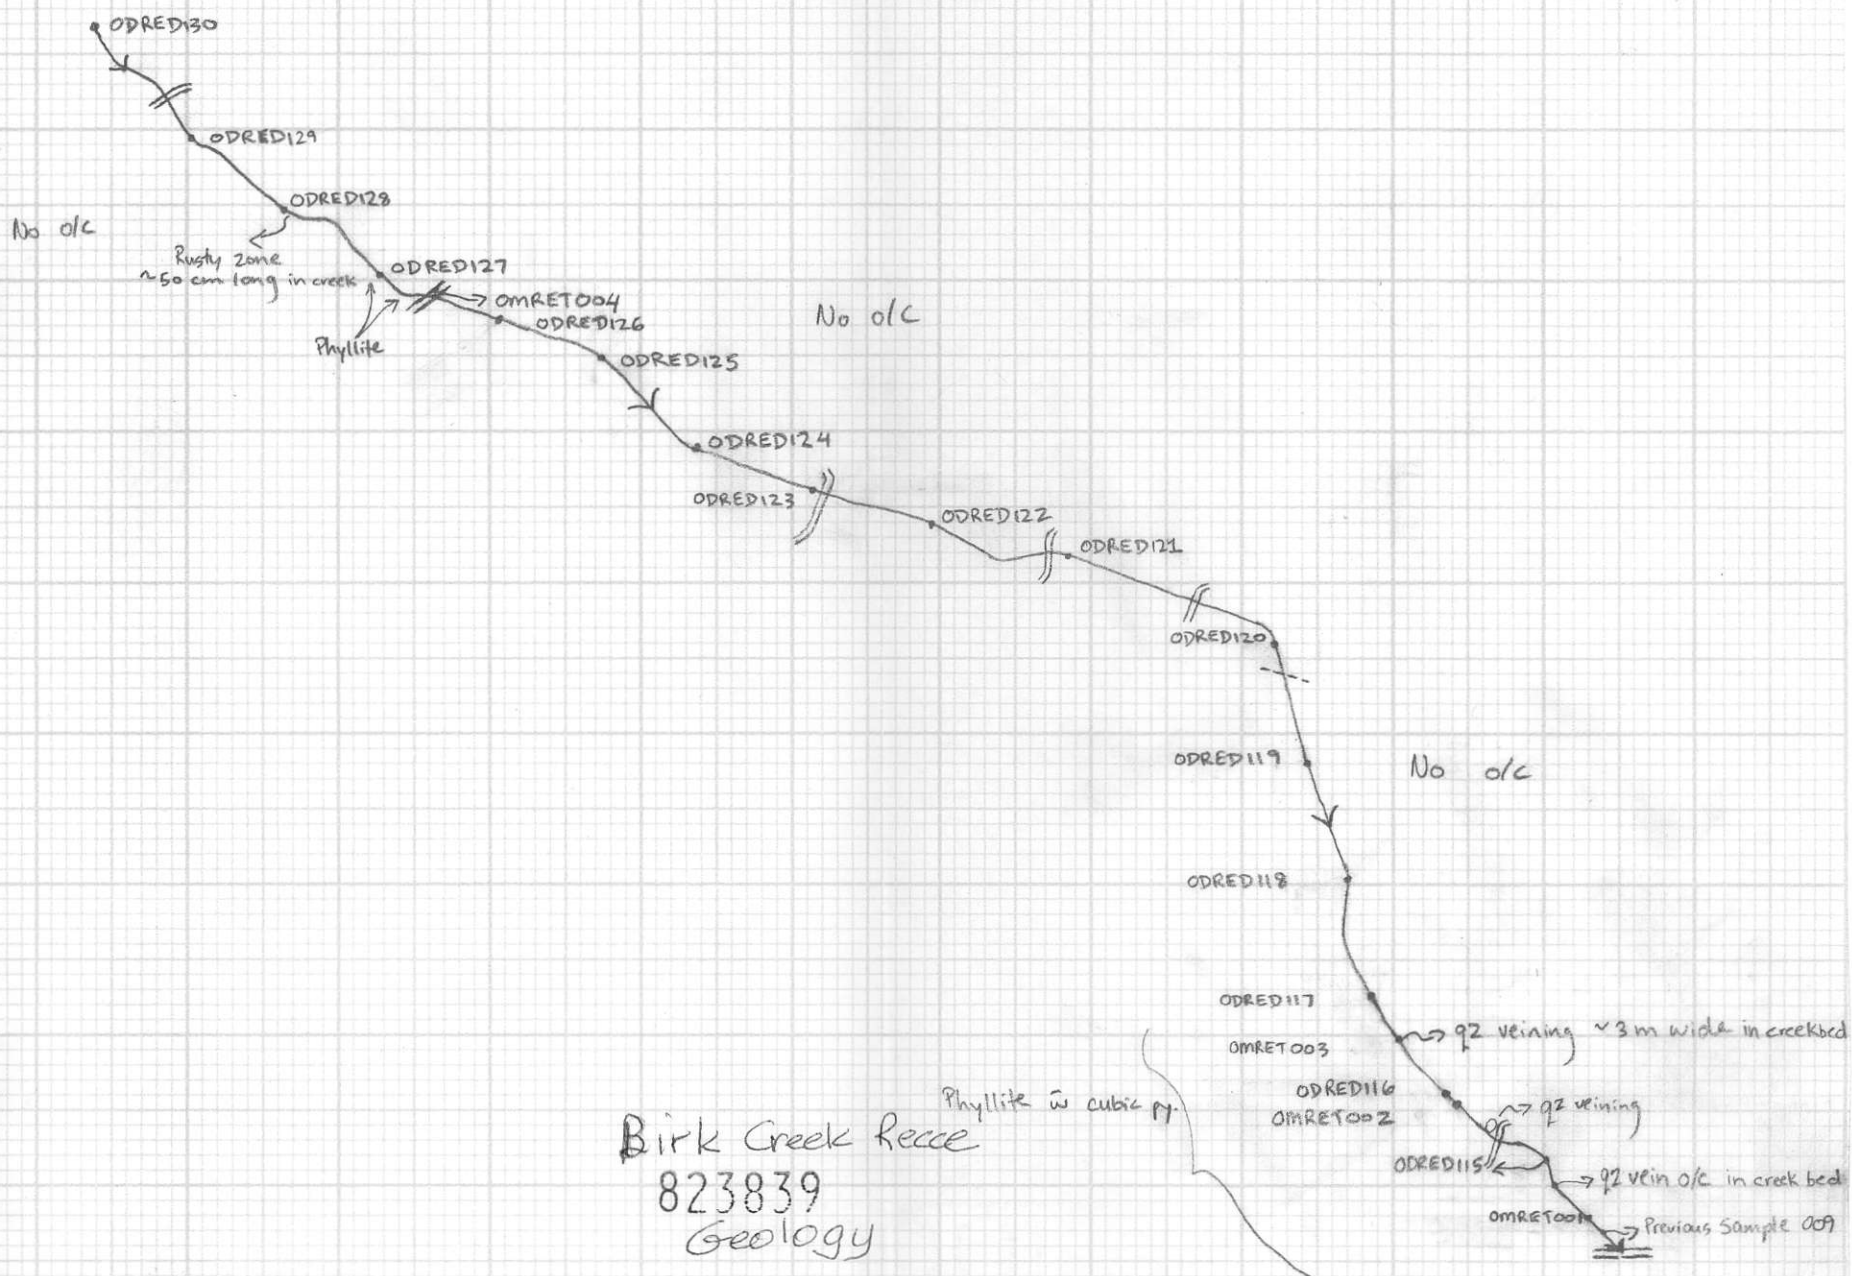 ODRED130
ODRED129
ODRED128
No o/c
Rusty zone
~50 cm long in creek
ODRED127
OMRET004
ODRED126
Phyllite
No o/c
ODRED125
ODRED124
ODRED123
ODRED122
ODRED121
ODRED120
ODRED119
No o/c
ODRED118
ODRED117
qz veining ~3m wide in creekbed
OMRET003
ODRED116
OMRET002
Phyllite w̄ cubic py.
qz veining
ODRED115
qz vein o/c in creek bed
OMRET001
Previous Sample 009
Birk Creek Recce
823839
Geology